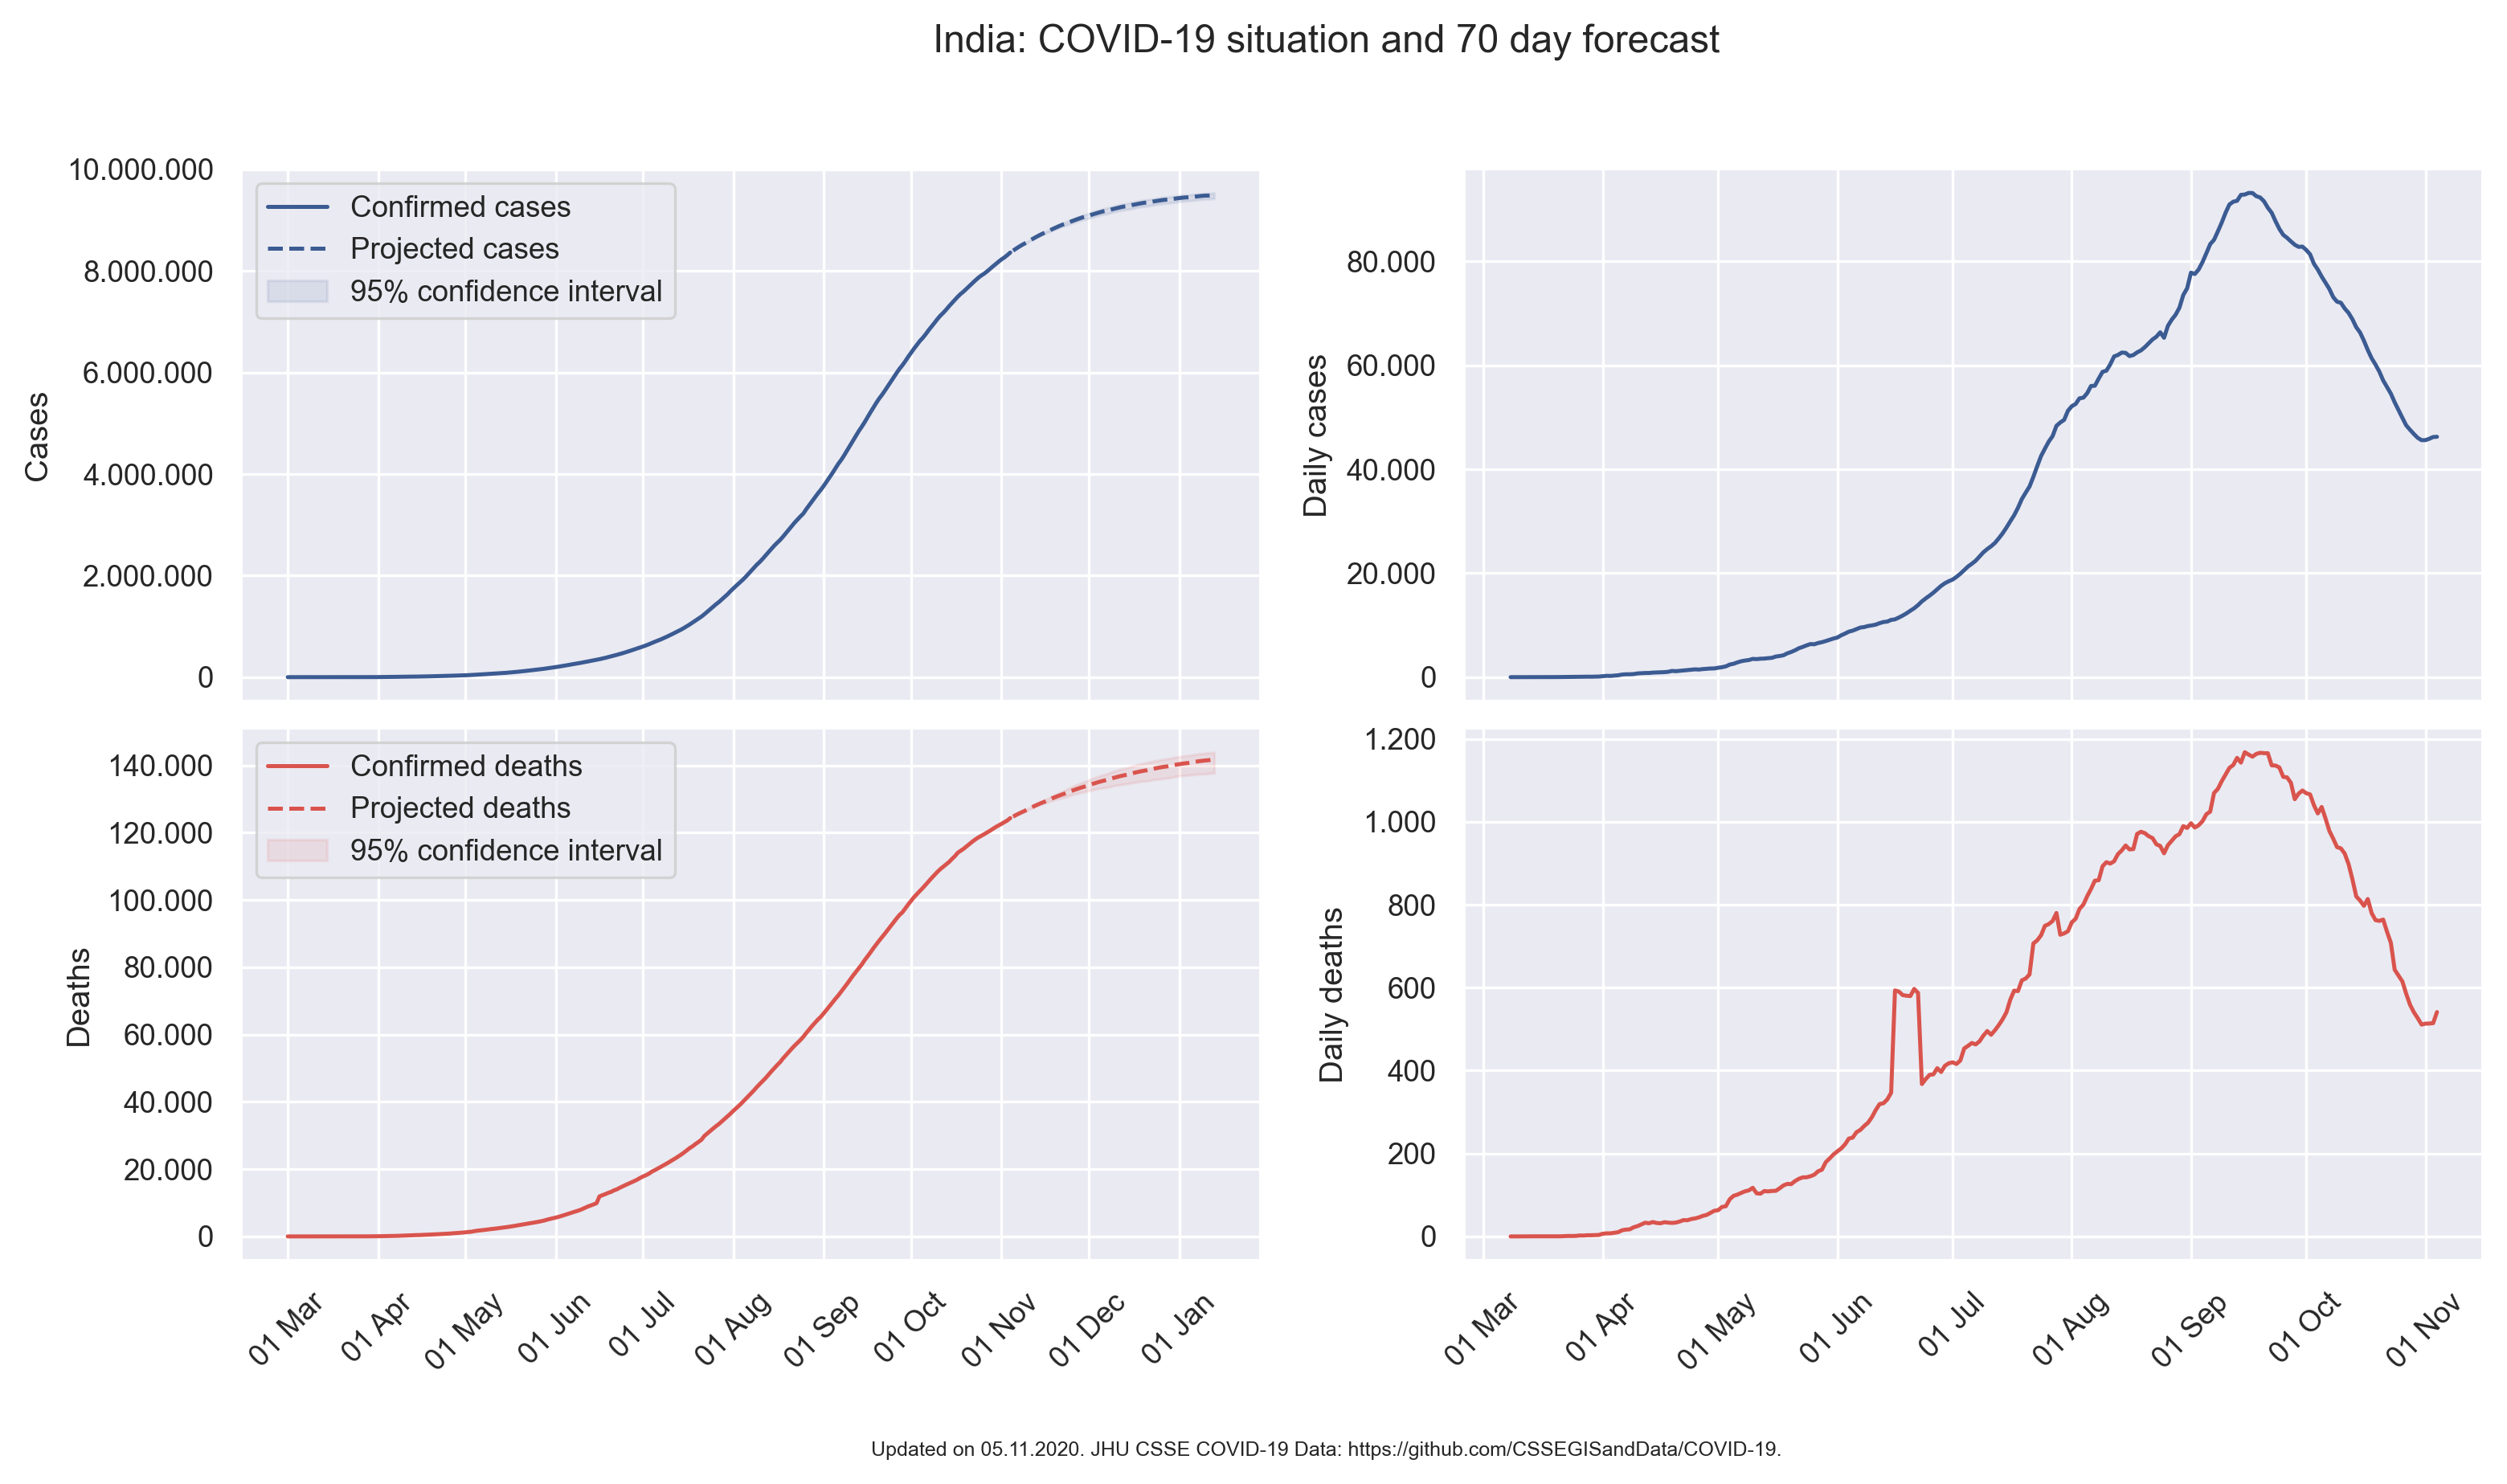 India: COVID-19 situation and 70 day forecast
Cases
10.000.000
8.000.000
6.000.000
4.000.000
2.000.000
0
Confirmed cases
Projected cases
95% confidence interval
Daily cases
80.000
60.000
40.000
20.000
0
Deaths
140.000
120.000
100.000
80.000
60.000
40.000
20.000
0
Confirmed deaths
Projected deaths
95% confidence interval
01 Mar
01 Apr
01 May
01 Jun
01 Jul
01 Aug
01 Sep
01 Oct
01 Nov
01 Dec
01 Jan
Daily deaths
1.200
1.000
800
600
400
200
0
01 Mar
01 Apr
01 May
01 Jun
01 Jul
01 Aug
01 Sep
01 Oct
01 Nov
Updated on 05.11.2020. JHU CSSE COVID-19 Data: https://github.com/CSSEGISandData/COVID-19.